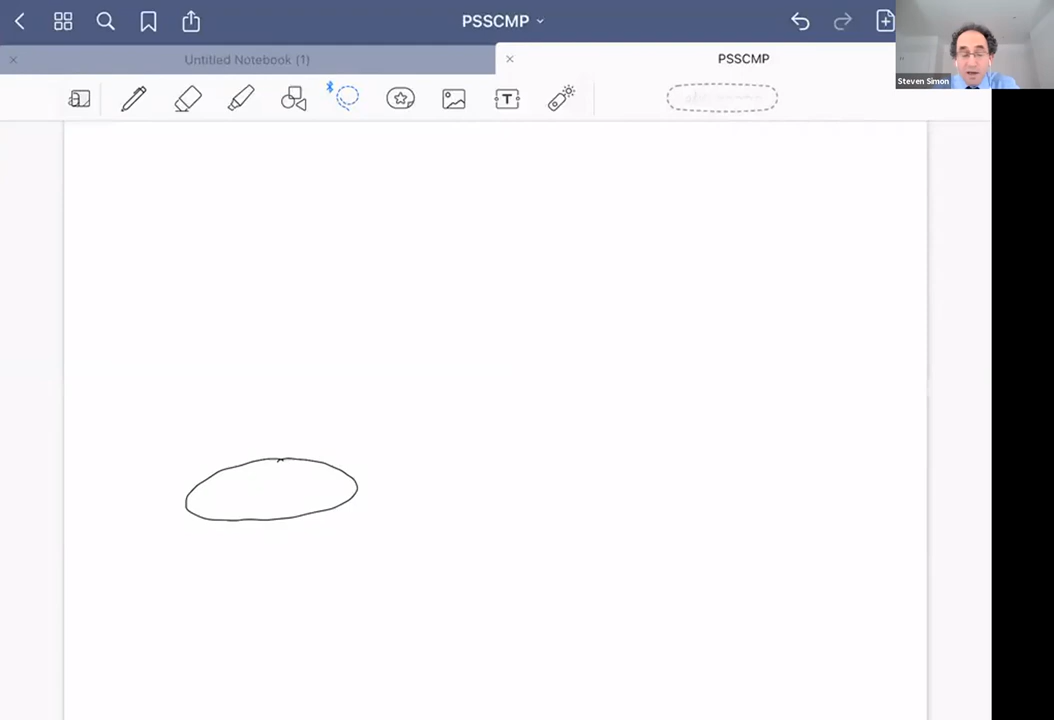 PSSCMP
Untitled Notebook (1)
PSSCMP
Steven Simon
T